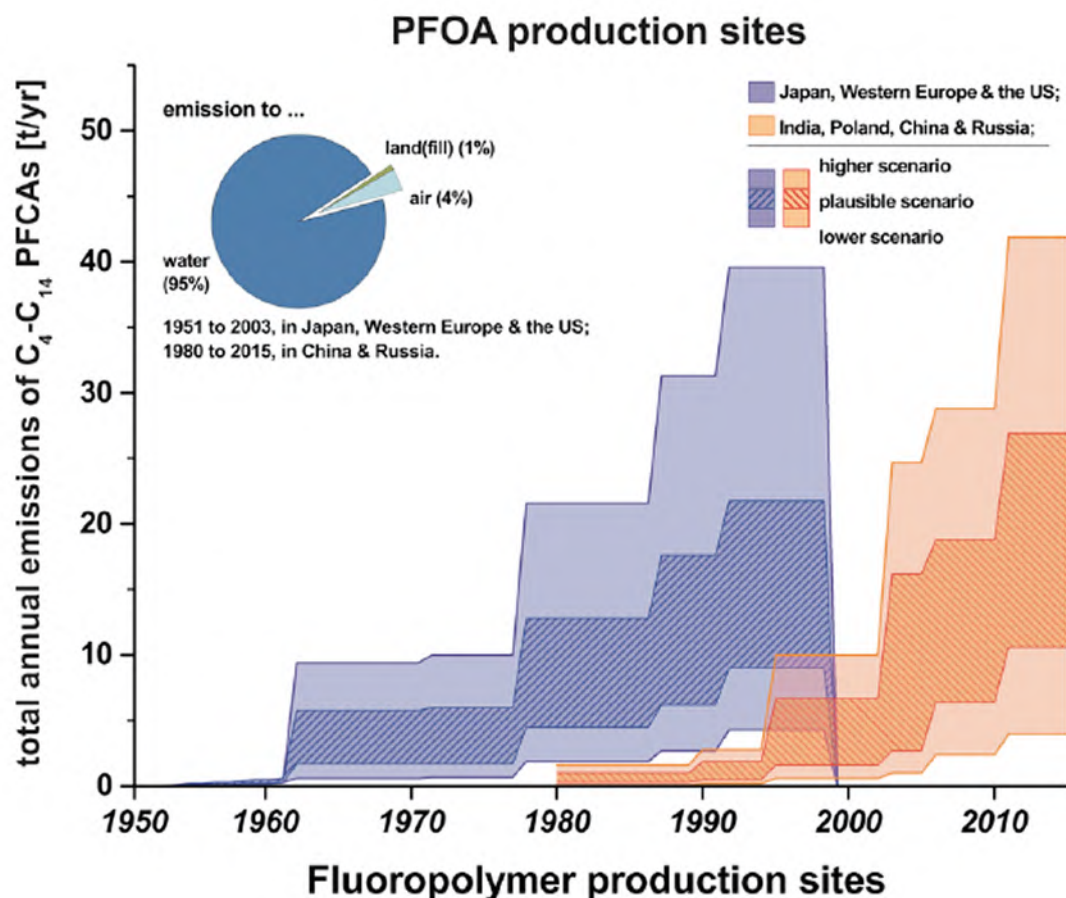 PFOA production sites
total annual emissions of C4-C14 PFCAs [t/yr]
50
40
30
20
10
0
emission to ...
land(fill) (1%)
air (4%)
water
(95%)
1951 to 2003, in Japan, Western Europe & the US;
1980 to 2015, in China & Russia.
Japan, Western Europe & the US;
India, Poland, China & Russia;
higher scenario
plausible scenario
lower scenario
1950 1960 1970 1980 1990 2000 2010
Fluoropolymer production sites